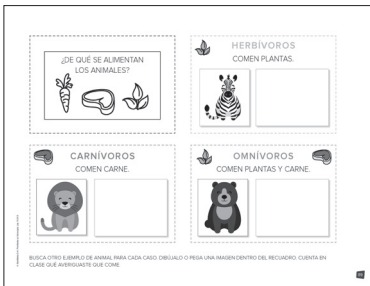 ¿DE QUÉ SE ALIMENTAN
LOS ANIMALES?
HERBÍVOROS
COMEN PLANTAS.
CARNÍVOROS
COMEN CARNE.
OMNÍVOROS
COMEN PLANTAS Y CARNE.
BUSCA OTRO EJEMPLO DE ANIMAL PARA CADA CASO. DIBÚJALO O PEGA UNA IMAGEN DENTRO DEL RECUADRO. CUENTA EN
CLASE QUÉ AVERIGUASTE QUE COME.